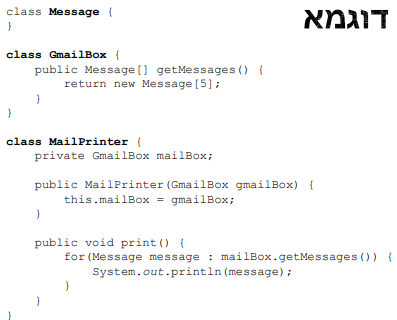 דוגמא
class Message {
}
class GmailBox {
    public Message[] getMessages() {
        return new Message[5];
    }
}
class MailPrinter {
    private GmailBox mailBox;
    public MailPrinter(GmailBox gmailBox) {
        this.mailBox = gmailBox;
    }
    public void print() {
        for(Message message : mailBox.getMessages()) {
            System.out.println(message);
        }
    }
}